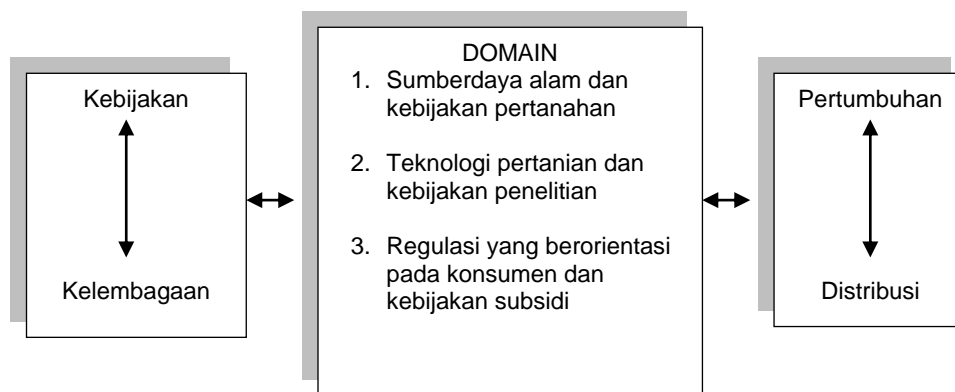 Kebijakan
Kelembagaan
DOMAIN
1. Sumberdaya alam dan
kebijakan pertanahan
2. Teknologi pertanian dan
kebijakan penelitian
3. Regulasi yang berorientasi
pada konsumen dan
kebijakan subsidi
Pertumbuhan
Distribusi